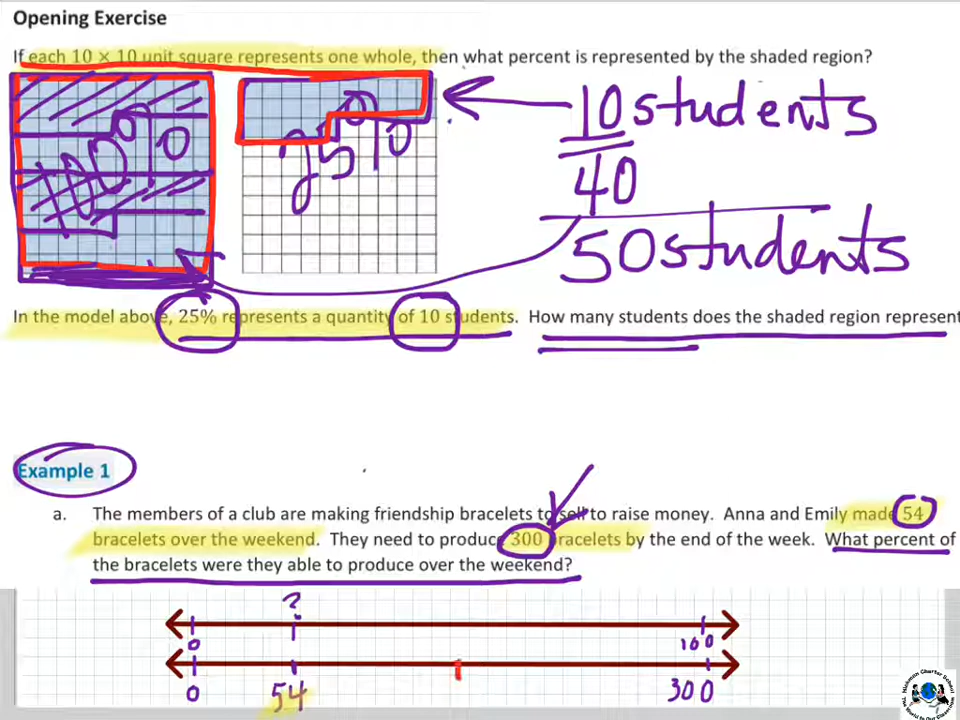 Opening Exercise
If each 10 × 10 unit square represents one whole, then what percent is represented by the shaded region?
100%
25%
10 students
40
50 students
In the model above, 25% represents a quantity of 10 students. How many students does the shaded region represent
Example 1
a. The members of a club are making friendship bracelets to sell to raise money. Anna and Emily made 54
bracelets over the weekend. They need to produce 300 bracelets by the end of the week. What percent of
the bracelets were they able to produce over the weekend?
?
0 100
0 54 300